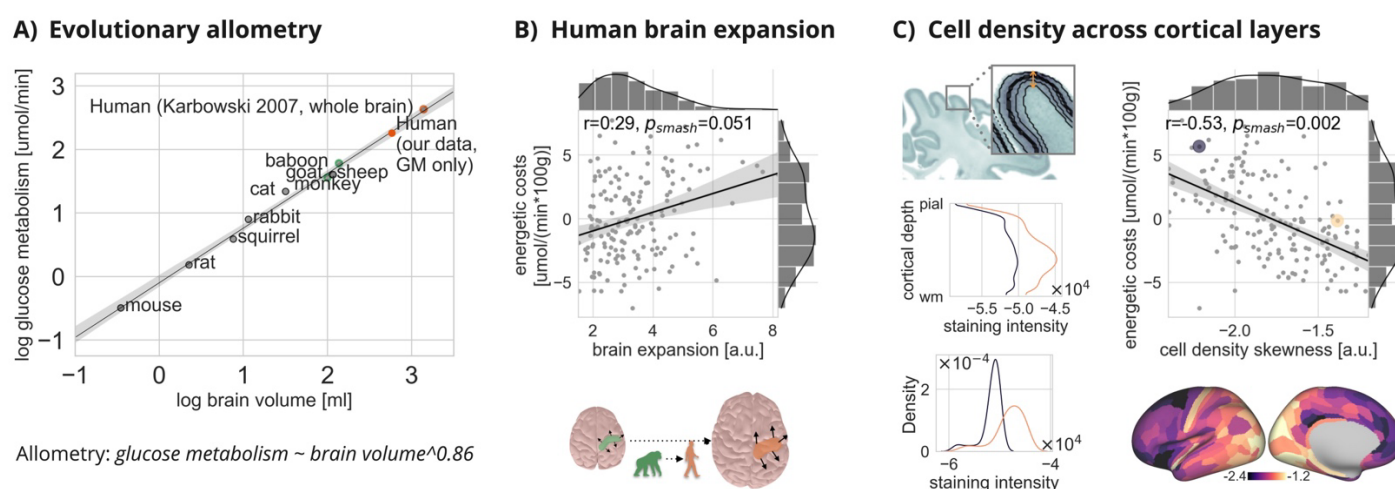 A) Evolutionary allometry
log glucose metabolism [umol/min]
3
2
1
0
−1
Human (Karbowski 2007, whole brain)
Human
(our data,
GM only)
baboon
goat sheep
monkey
cat
rabbit
squirrel
rat
mouse
−1 0 1 2 3
log brain volume [ml]
Allometry: glucose metabolism ~ brain volume^0.86
B) Human brain expansion
r=0.29, psmash=0.051
energetic costs
[umol/(min*100g)]
5
0
−5
2 4 6 8
brain expansion [a.u.]
C) Cell density across cortical layers
pial
cortical depth
wm
−5.5 −5.0 −4.5
×10⁴
staining intensity
×10−4
Density
2
0
×10⁴
−6 −4
staining intensity
r=-0.53, psmash=0.002
energetic costs [umol/(min*100g)]
5
0
−5
−2.0 −1.5
cell density skewness [a.u.]
-2.4 -1.2